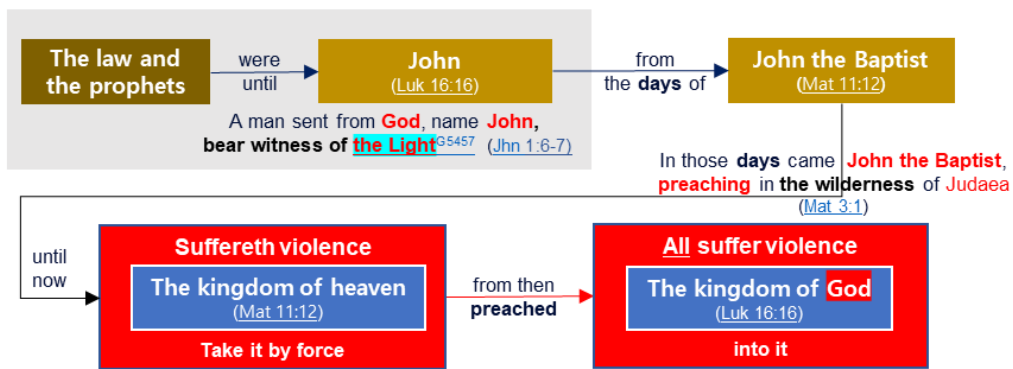 The law and
the prophets
were
until
John
(Luk 16:16)
from
the days of
John the Baptist
(Mat 11:12)
A man sent from God, name John,
bear witness of the LightG5457 (Jhn 1:6-7)
In those days came John the Baptist,
preaching in the wilderness of Judaea
(Mat 3:1)
until
now
Suffereth violence
The kingdom of heaven
(Mat 11:12)
Take it by force
from then
preached
All suffer violence
The kingdom of God
(Luk 16:16)
into it